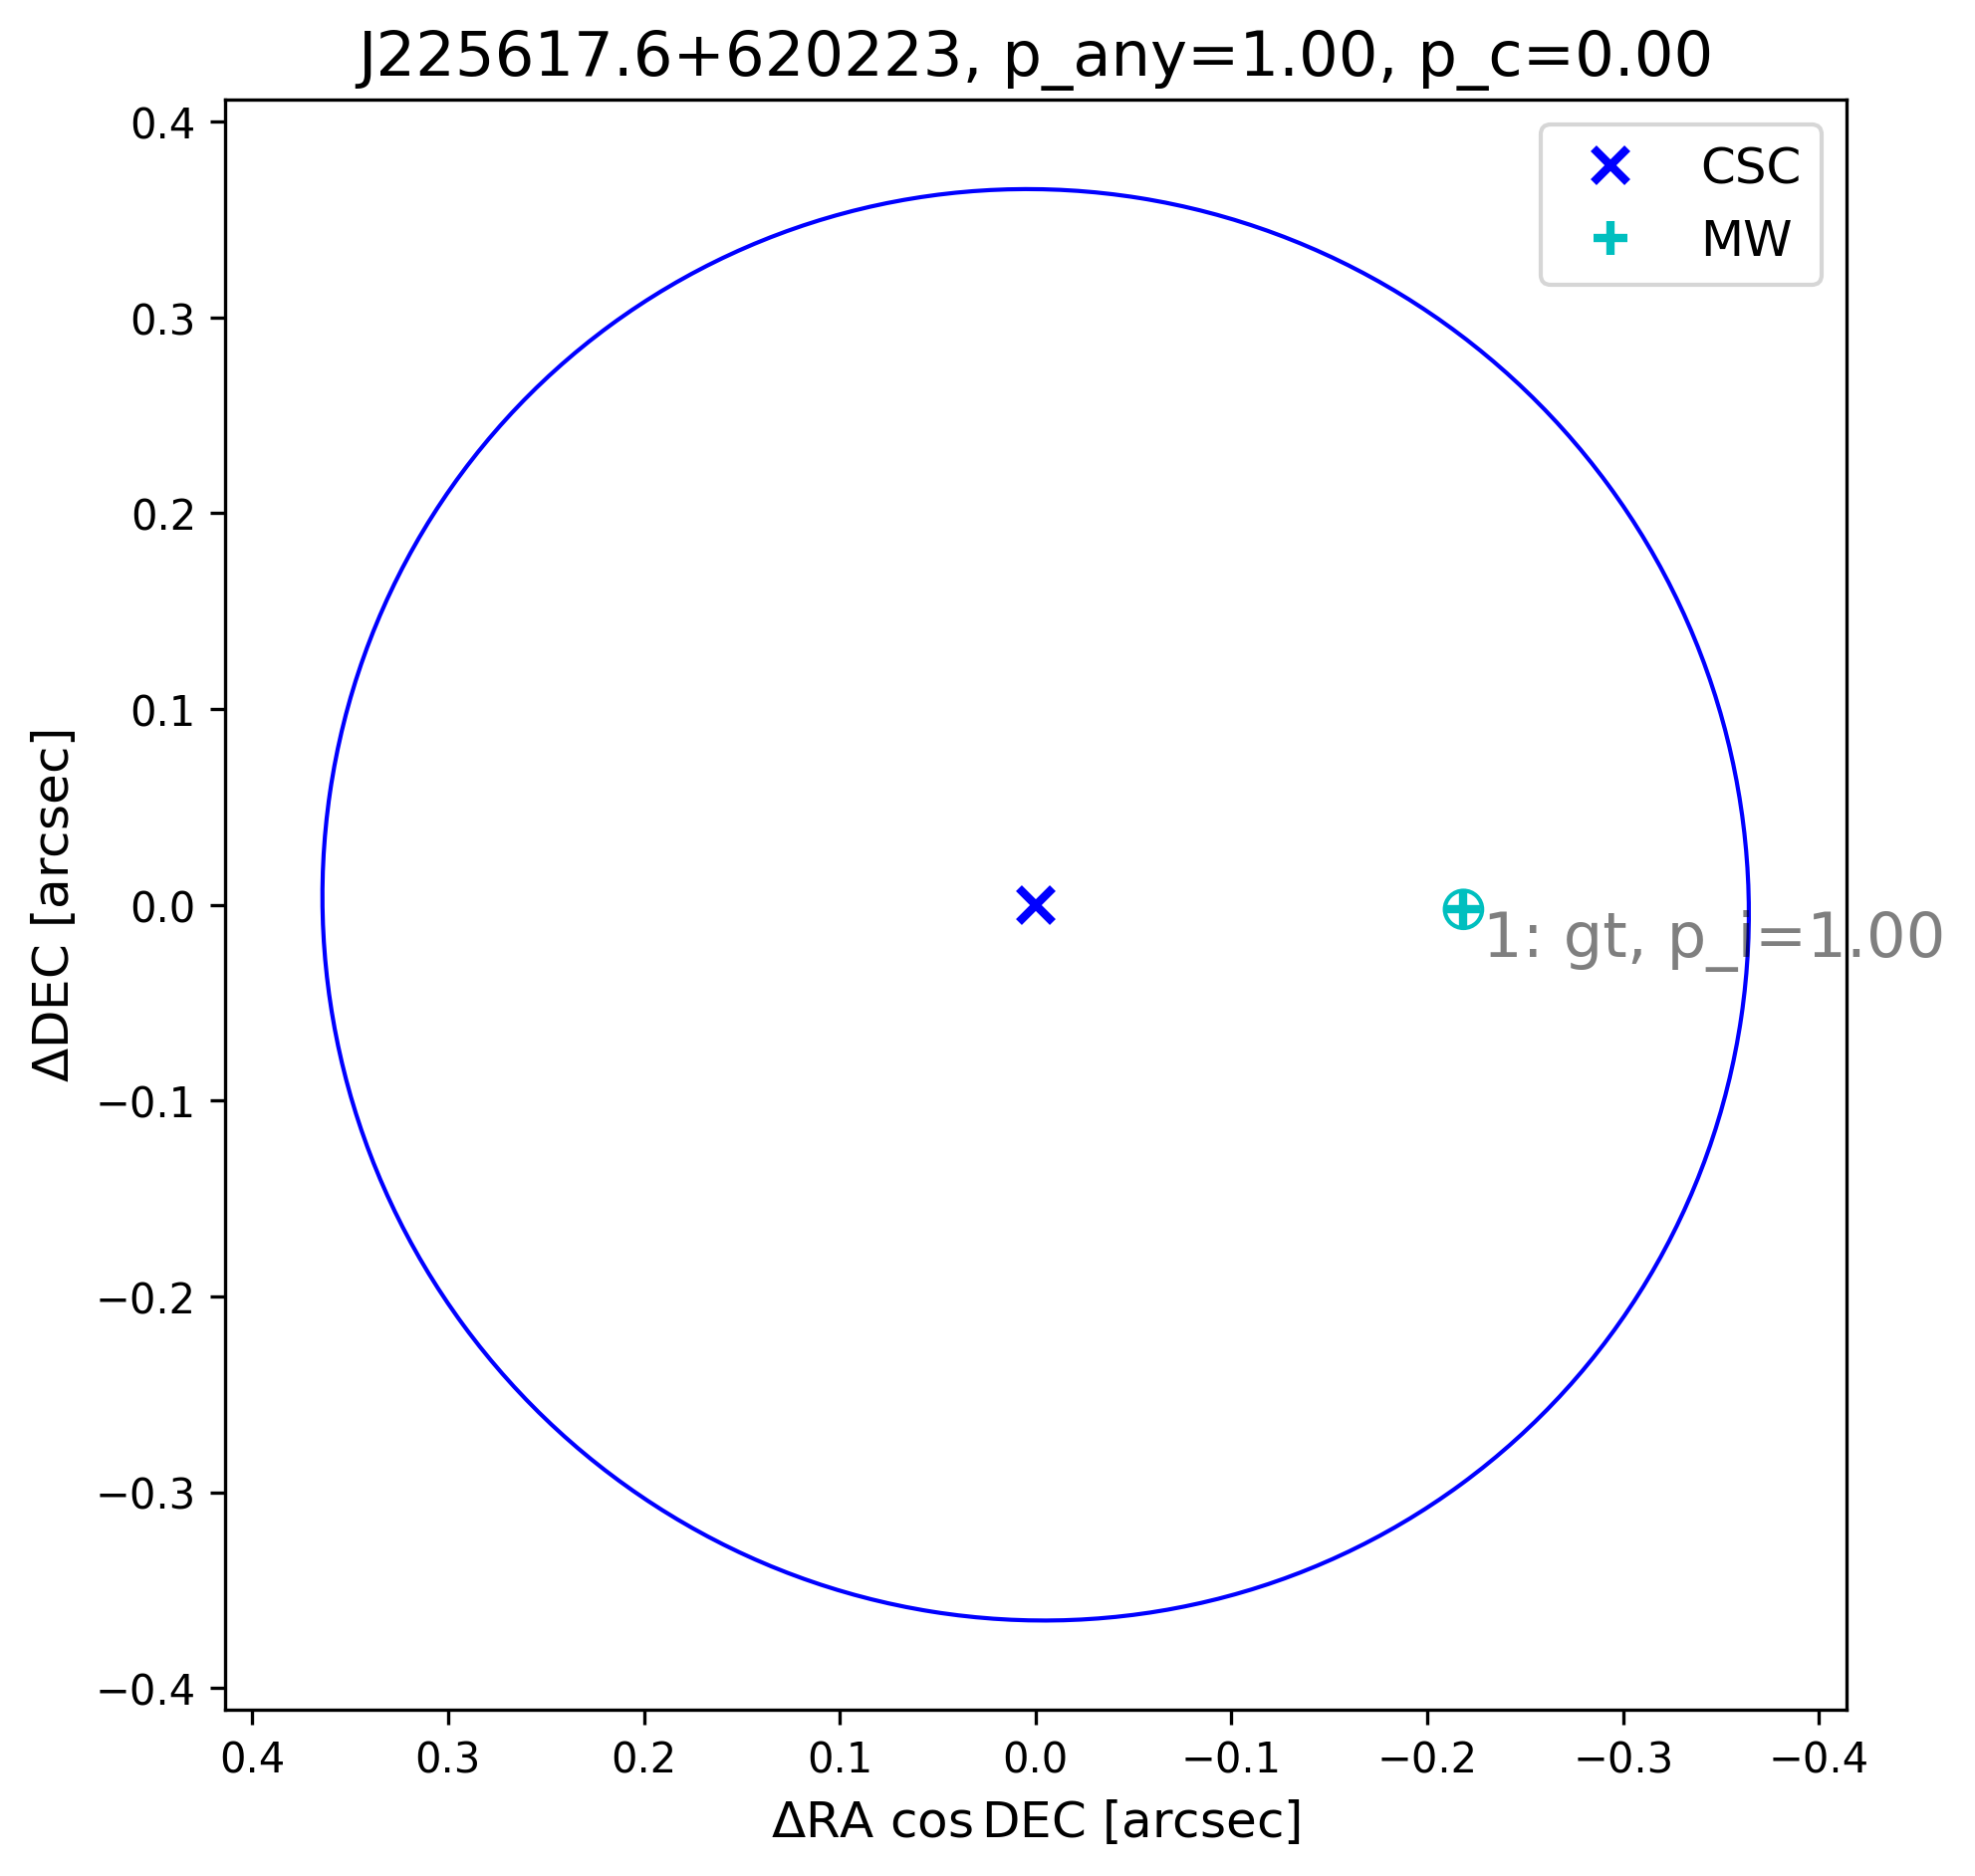 J225617.6+620223, p_any=1.00, p_c=0.00
CSC
MW
0.4
0.3
0.2
0.1
0.0
−0.1
−0.2
−0.3
−0.4
ΔDEC [arcsec]
1: gt, p_i=1.00
0.4 0.3 0.2 0.1 0.0 −0.1 −0.2 −0.3 −0.4
ΔRA cos DEC [arcsec]